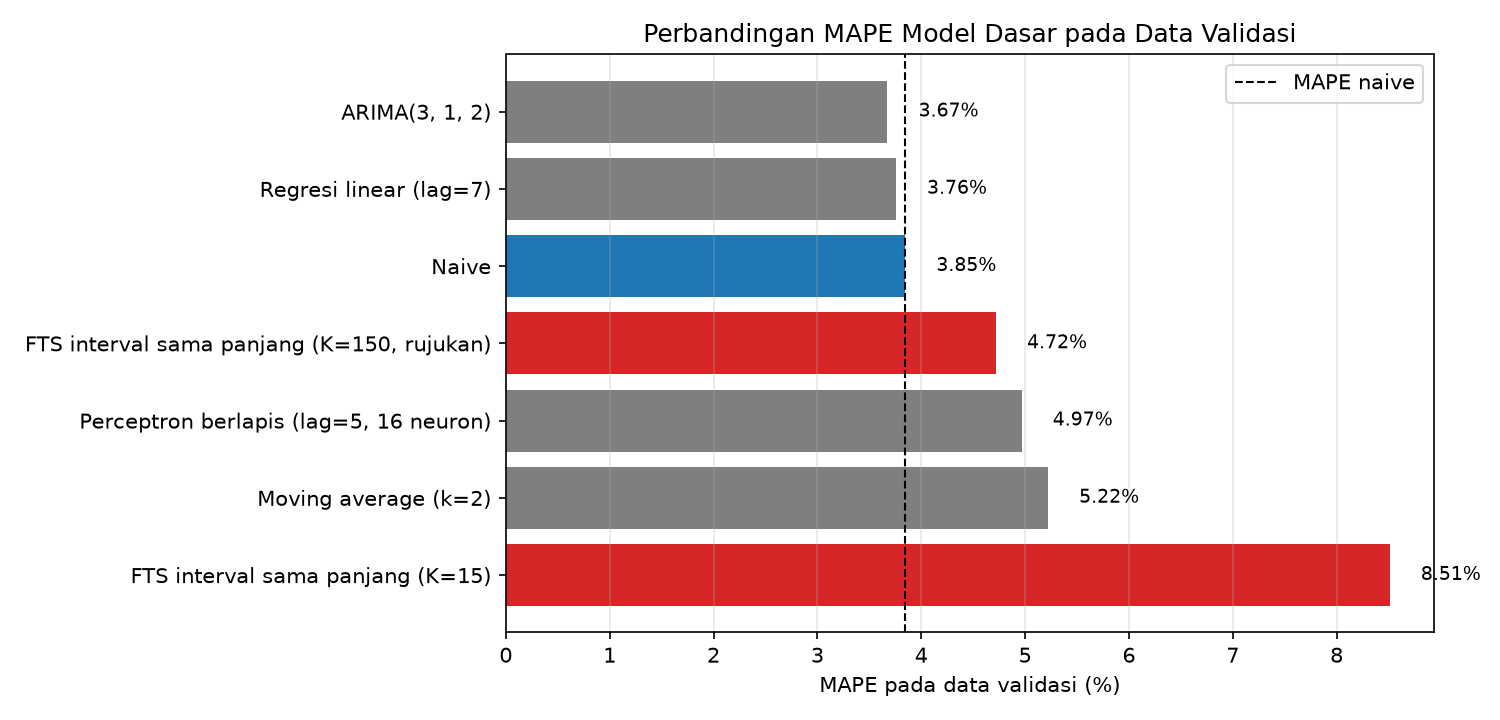 Perbandingan MAPE Model Dasar pada Data Validasi
MAPE naive
ARIMA(3, 1, 2)
3.67%
Regresi linear (lag=7)
3.76%
Naive
3.85%
FTS interval sama panjang (K=150, rujukan)
4.72%
Perceptron berlapis (lag=5, 16 neuron)
4.97%
Moving average (k=2)
5.22%
FTS interval sama panjang (K=15)
8.51%
0 1 2 3 4 5 6 7 8
MAPE pada data validasi (%)